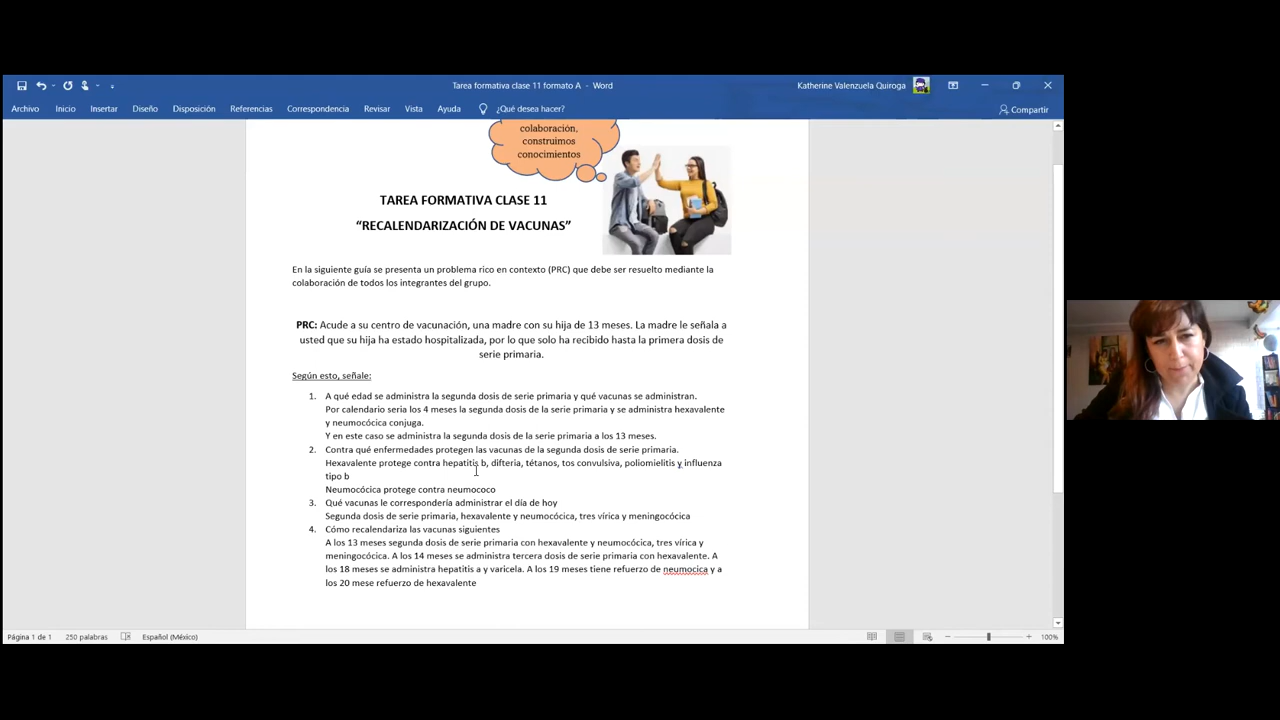 Tarea formativa clase 11 formato A - Word
Katherine Valenzuela Quiroga
Archivo Inicio Insertar Diseño Disposición Referencias Correspondencia Revisar Vista Ayuda ¿Qué desea hacer? Compartir
colaboración,
construimos
conocimientos
TAREA FORMATIVA CLASE 11
“RECALENDARIZACIÓN DE VACUNAS”
En la siguiente guía se presenta un problema rico en contexto (PRC) que debe ser resuelto mediante la
colaboración de todos los integrantes del grupo.
PRC: Acude a su centro de vacunación, una madre con su hija de 13 meses. La madre le señala a
usted que su hija ha estado hospitalizada, por lo que solo ha recibido hasta la primera dosis de
serie primaria.
Según esto, señale:
1. A qué edad se administra la segunda dosis de serie primaria y qué vacunas se administran.
Por calendario seria los 4 meses la segunda dosis de la serie primaria y se administra hexavalente
y neumocócica conjuga.
Y en este caso se administra la segunda dosis de la serie primaria a los 13 meses.
2. Contra qué enfermedades protegen las vacunas de la segunda dosis de serie primaria.
Hexavalente protege contra hepatitis b, difteria, tétanos, tos convulsiva, poliomielitis y influenza
tipo b
Neumocócica protege contra neumococo
3. Qué vacunas le correspondería administrar el día de hoy
Segunda dosis de serie primaria, hexavalente y neumocócica, tres vírica y meningocócica
4. Cómo recalendariza las vacunas siguientes
A los 13 meses segunda dosis de serie primaria con hexavalente y neumocócica, tres vírica y
meningocócica. A los 14 meses se administra tercera dosis de serie primaria con hexavalente. A
los 18 meses se administra hepatitis a y varicela. A los 19 meses tiene refuerzo de neumocica y a
los 20 mese refuerzo de hexavalente
Página 1 de 1 250 palabras Español (México) 100%